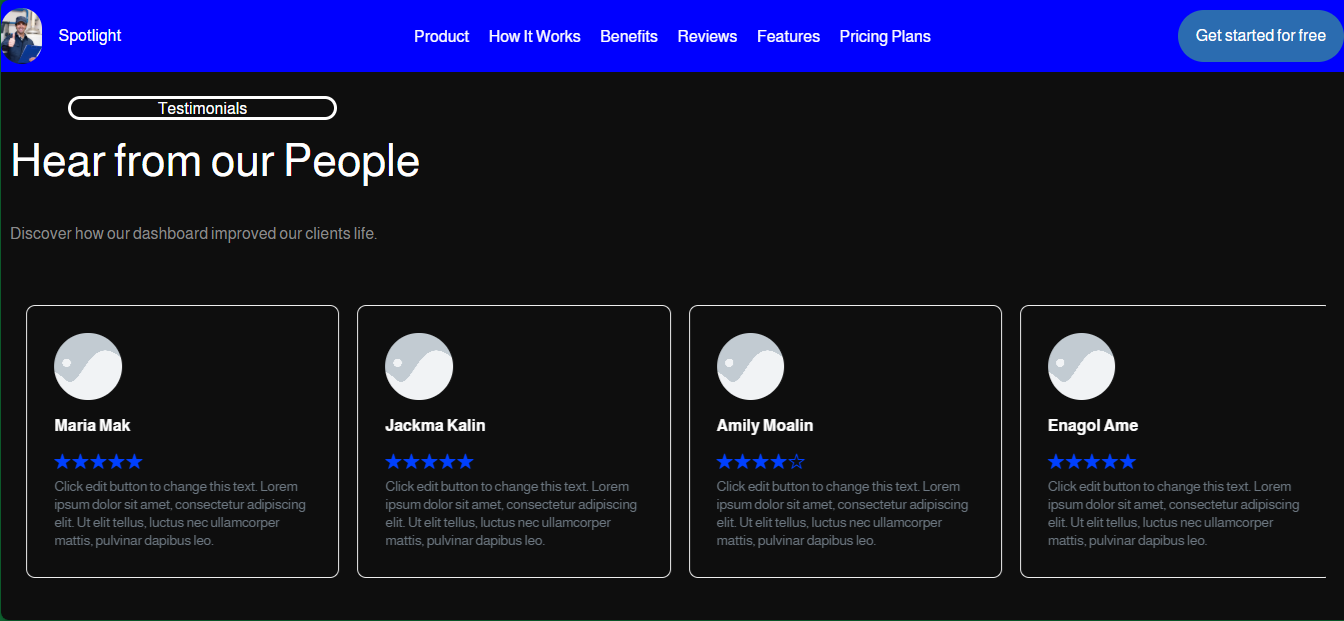 Spotlight
Product How It Works Benefits Reviews Features Pricing Plans
Get started for free
Testimonials
Hear from our People
Discover how our dashboard improved our clients life.
Maria Mak
★★★★★
Click edit button to change this text. Lorem
ipsum dolor sit amet, consectetur adipiscing
elit. Ut elit tellus, luctus nec ullamcorper
mattis, pulvinar dapibus leo.
Jackma Kalin
★★★★★
Click edit button to change this text. Lorem
ipsum dolor sit amet, consectetur adipiscing
elit. Ut elit tellus, luctus nec ullamcorper
mattis, pulvinar dapibus leo.
Amily Moalin
★★★★☆
Click edit button to change this text. Lorem
ipsum dolor sit amet, consectetur adipiscing
elit. Ut elit tellus, luctus nec ullamcorper
mattis, pulvinar dapibus leo.
Enagol Ame
★★★★★
Click edit button to change this text. Lorem
ipsum dolor sit amet, consectetur adipiscing
elit. Ut elit tellus, luctus nec ullamcorper
mattis, pulvinar dapibus leo.